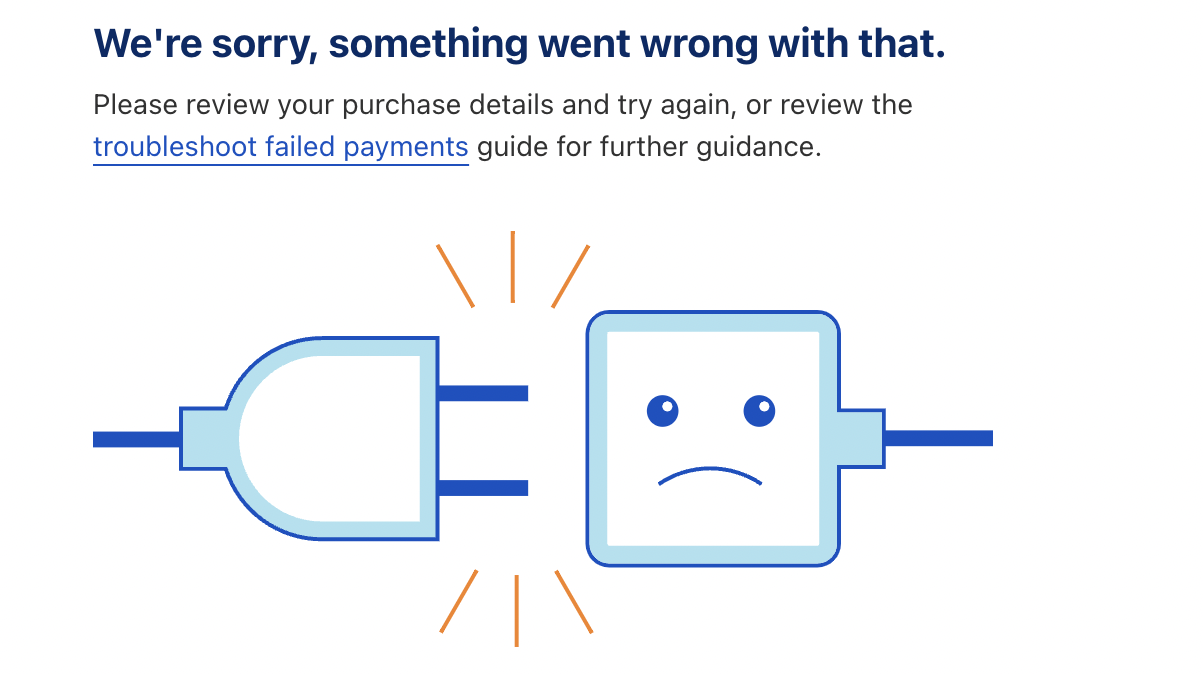 We're sorry, something went wrong with that.
Please review your purchase details and try again, or review the
troubleshoot failed payments guide for further guidance.